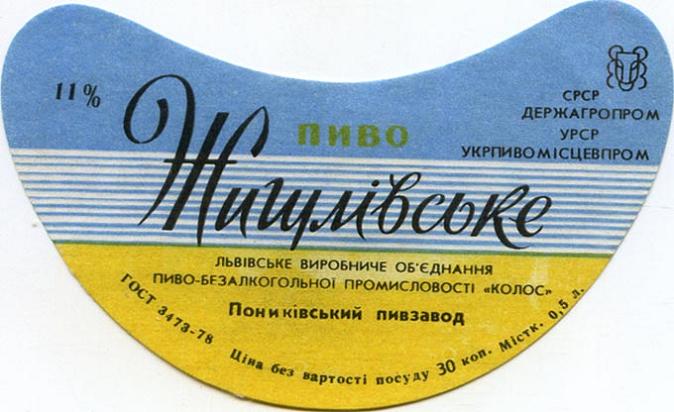 11%
СРСР
ДЕРЖАГРОПРОМ
УРСР
УКРПИВОМІСЦЕВПРОМ
ПИВО
Жигулівське
ЛЬВІВСЬКЕ ВИРОБНИЧЕ ОБ'ЄДНАННЯ
ПИВО-БЕЗАЛКОГОЛЬНОЇ ПРОМИСЛОВОСТІ «КОЛОС»
Пониківський пивзавод
ГОСТ 3473-78 Ціна без вартості посуду 30 коп. Містк. 0,5 л.